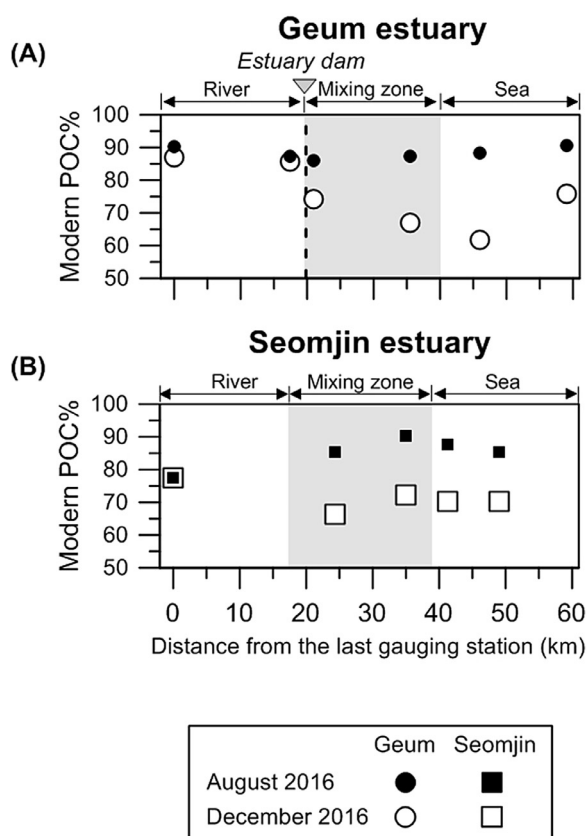 Geum estuary
(A)
Estuary dam
River Mixing zone Sea
Modern POC%
100
90
80
70
60
50
Seomjin estuary
(B)
River Mixing zone Sea
Modern POC%
100
90
80
70
60
50
0 10 20 30 40 50 60
Distance from the last gauging station (km)
Geum Seomjin
August 2016
December 2016